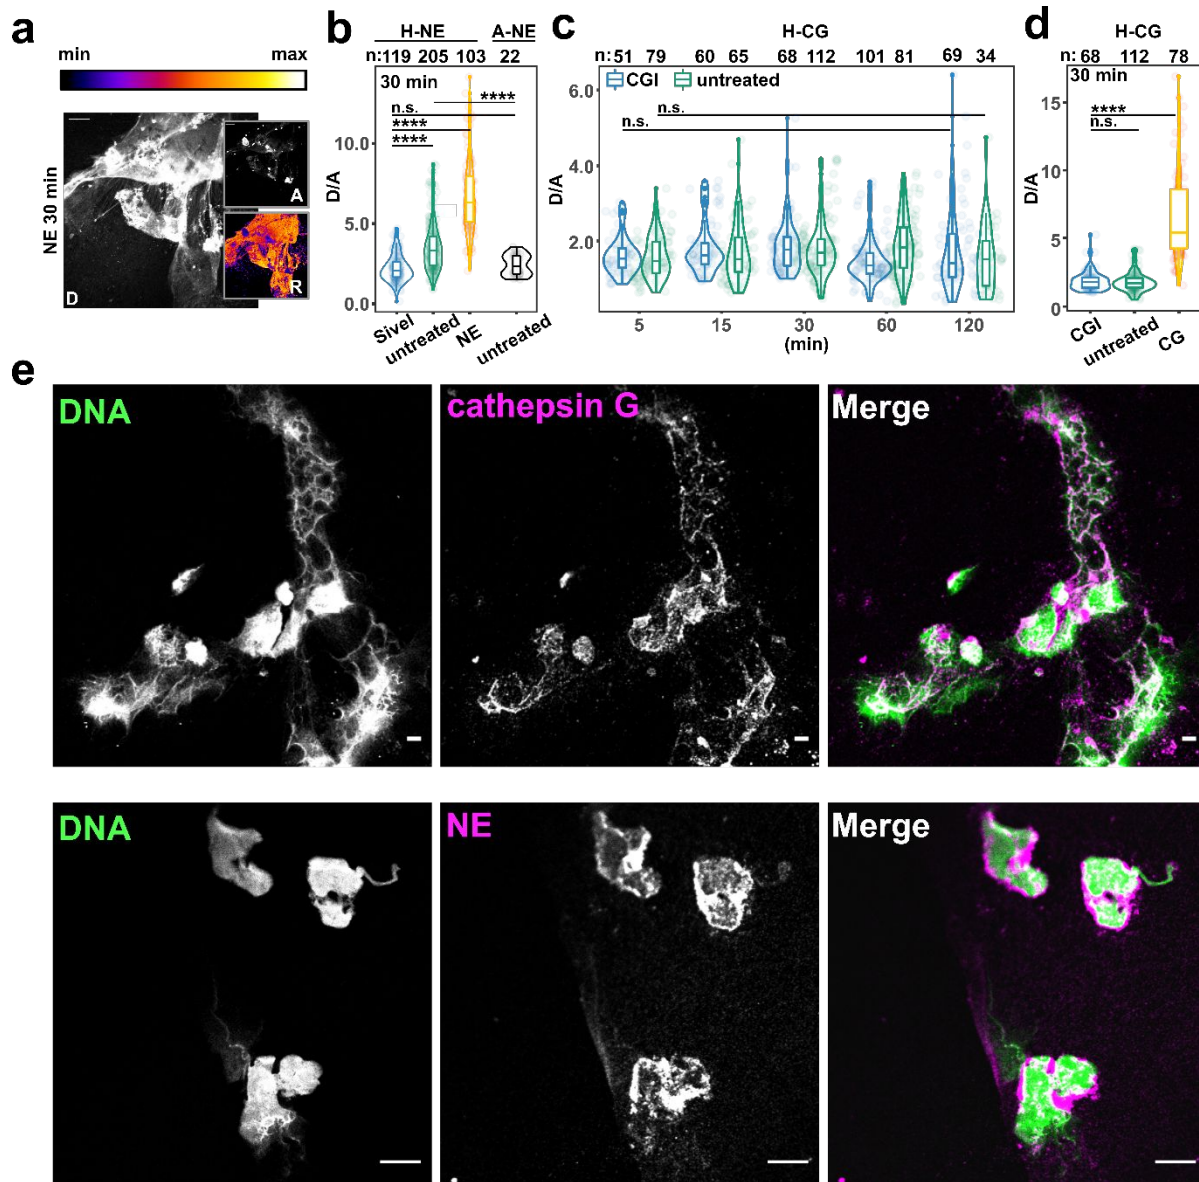 a
min
max
NE 30 min
D
A
R
b
H-NE
A-NE
n:119 205 103 22
30 min
****
n.s.
****
****
D/A
10.0
5.0
0.0
Sivel
untreated
NE
untreated
c
H-CG
n: 51 79 60 65 68 112 101 81 69 34
CGI
untreated
n.s.
n.s.
D/A
6.0
4.0
2.0
5 15 30 60 120
(min)
d
H-CG
n: 68 112 78
30 min
****
n.s.
D/A
15
10
5
0
CGI
untreated
CG
e
DNA
cathepsin G
Merge
DNA
NE
Merge